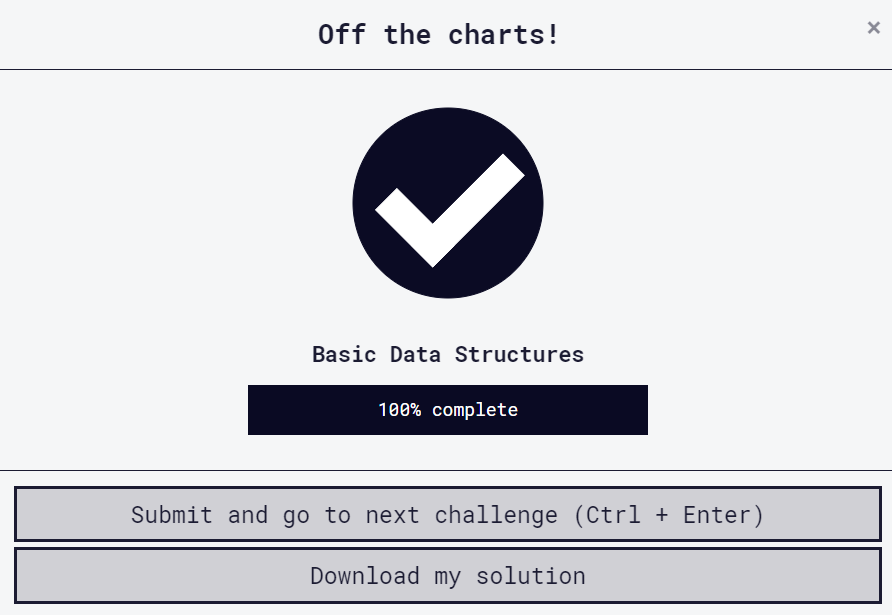 Off the charts!
×
Basic Data Structures
100% complete
Submit and go to next challenge (Ctrl + Enter)
Download my solution